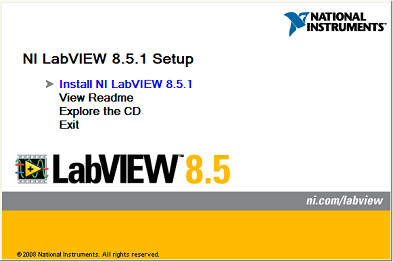 NATIONAL
INSTRUMENTS™
NI LabVIEW 8.5.1 Setup
Install NI LabVIEW 8.5.1
View Readme
Explore the CD
Exit
LabVIEW™ 8.5
ni.com/labview
©2008 National Instruments. All rights reserved.